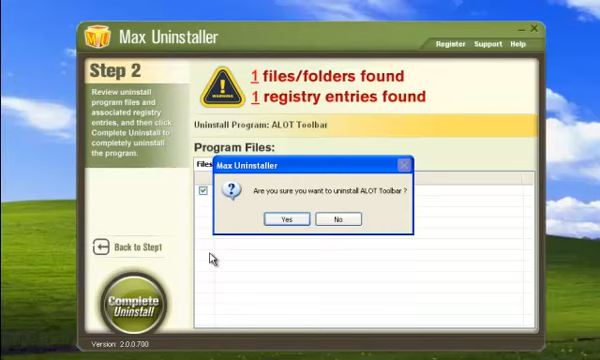 MU Max Uninstaller
Register Support Help
Step 2
Review uninstall
program files and
associated registry
entries, and then click
Complete Uninstall to
completely uninstall
the program.
WARNING
1 files/folders found
1 registry entries found
Uninstall Program: ALOT Toolbar
Program Files:
Files
Max Uninstaller
Are you sure you want to uninstall ALOT Toolbar ?
Yes No
Back to Step1
Complete
Uninstall
Version: 2.0.0.700